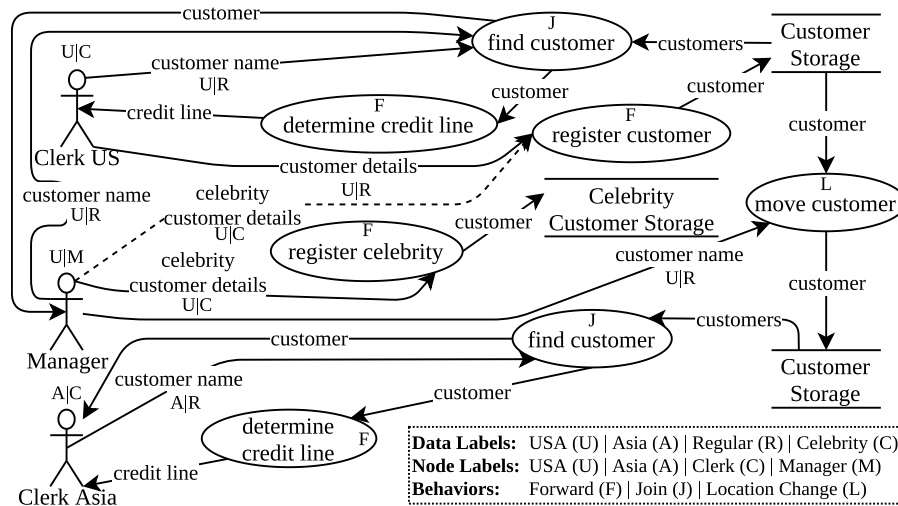 customer
J
find customer
Customer
Storage
customers
U|C
customer name
U|R
customer
customer
credit line
F
determine credit line
F
register customer
customer
Clerk US
customer details
U|R
L
move customer
customer name
U|R
celebrity
customer details
U|C
Celebrity
Customer Storage
customer
F
register celebrity
U|M
celebrity
customer details
U|C
customer name
U|R
customer
Manager
customer
J
find customer
customers
Customer
Storage
customer name
A|R
A|C
customer
determine
credit line
F
credit line
Clerk Asia
Data Labels: USA (U) | Asia (A) | Regular (R) | Celebrity (C)
Node Labels: USA (U) | Asia (A) | Clerk (C) | Manager (M)
Behaviors: Forward (F) | Join (J) | Location Change (L)